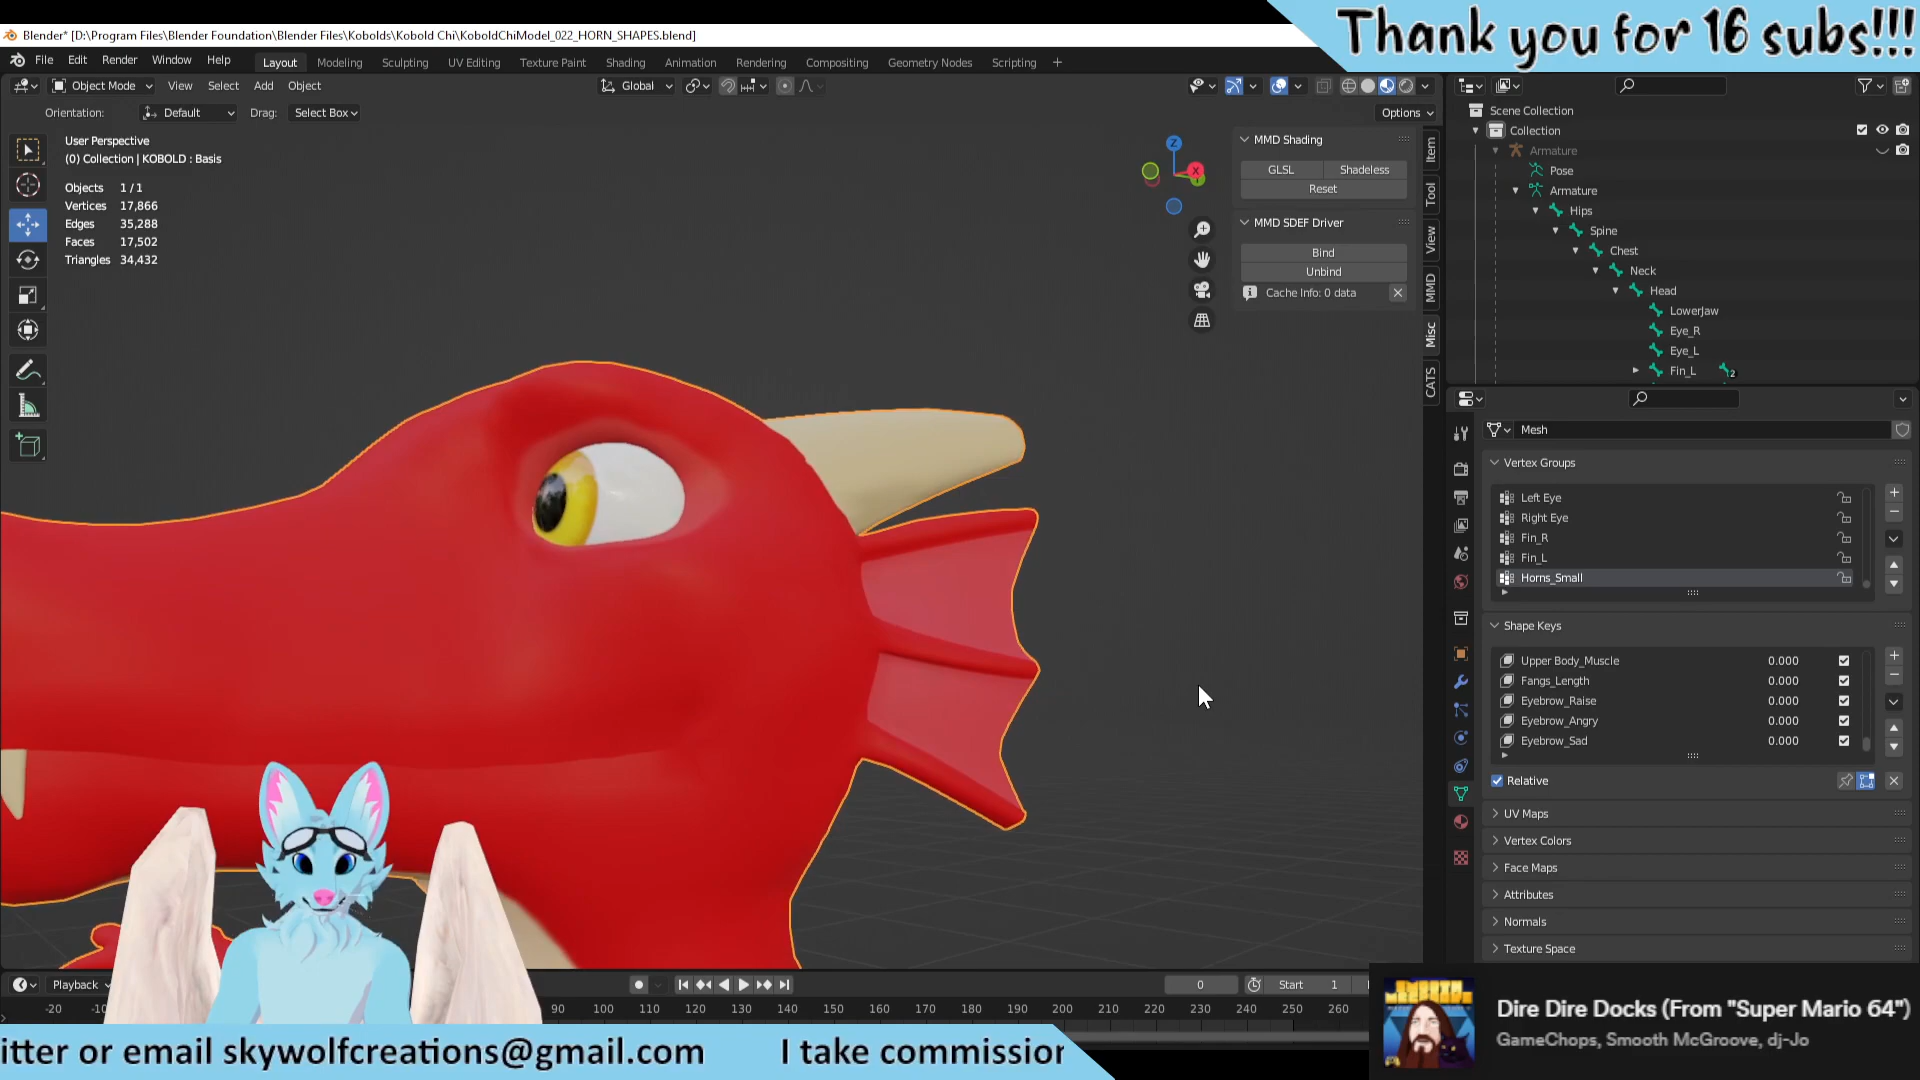 Thank you for 16 subs!!!
Blender* [D:\Program Files\Blender Foundation\Blender Files\Kobolds\Kobold Chi\KoboldChiModel_022_HORN_SHAPES.blend]
File Edit Render Window Help Layout Modeling Sculpting UV Editing Texture Paint Shading Animation Rendering Compositing Geometry Nodes Scripting +
Object Mode View Select Add Object Global
Orientation: Default Drag: Select Box Options
User Perspective
(0) Collection | KOBOLD : Basis
Objects 1/1
Vertices 17,866
Edges 35,288
Faces 17,502
Triangles 34,432
Z
X
MMD Shading
GLSL Shadeless
Reset
MMD SDEF Driver
Bind
Unbind
Cache Info: 0 data
Item
Tool
View
MMD
Misc
CATS
Scene Collection
Collection
Armature
Pose
Armature
Hips
Spine
Chest
Neck
Head
LowerJaw
Eye_R
Eye_L
Fin_L 2
Mesh
Vertex Groups
Left Eye
Right Eye
Fin_R
Fin_L
Horns_Small
Shape Keys
Upper Body_Muscle 0.000
Fangs_Length 0.000
Eyebrow_Raise 0.000
Eyebrow_Angry 0.000
Eyebrow_Sad 0.000
Relative
UV Maps
Vertex Colors
Face Maps
Attributes
Normals
Texture Space
Playback 0 Start 1
-20 -10 90 100 110 120 130 140 150 160 170 180 190 200 210 220 230 240 250 260
itter or email skywolfcreations@gmail.com I take commission
Dire Dire Docks (From "Super Mario 64")
GameChops, Smooth McGroove, dj-Jo